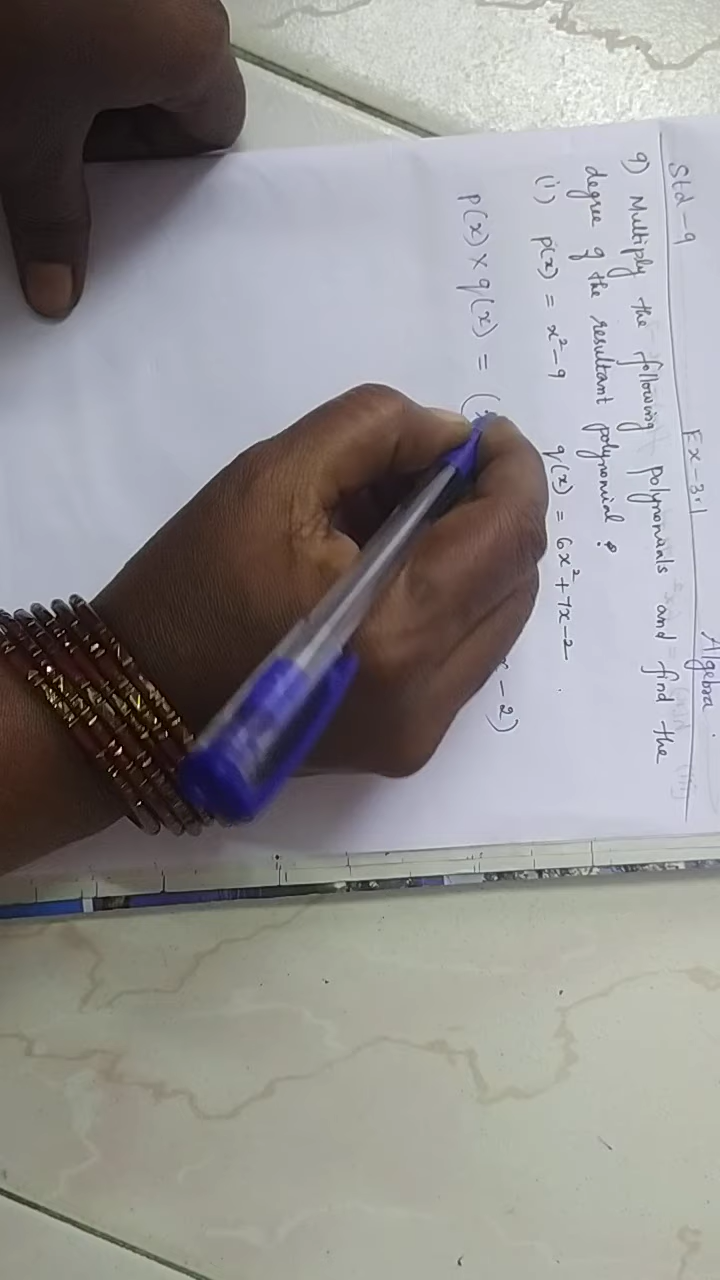 Std - 9 Ex - 3.1 Algebra.
9) Multiply the following polynomials and find the
degree of the resultant polynomial ?
(i) p(x) = x² - 9 q(x) = 6x² + 7x - 2.
p(x) × q(x) = ( - 2)